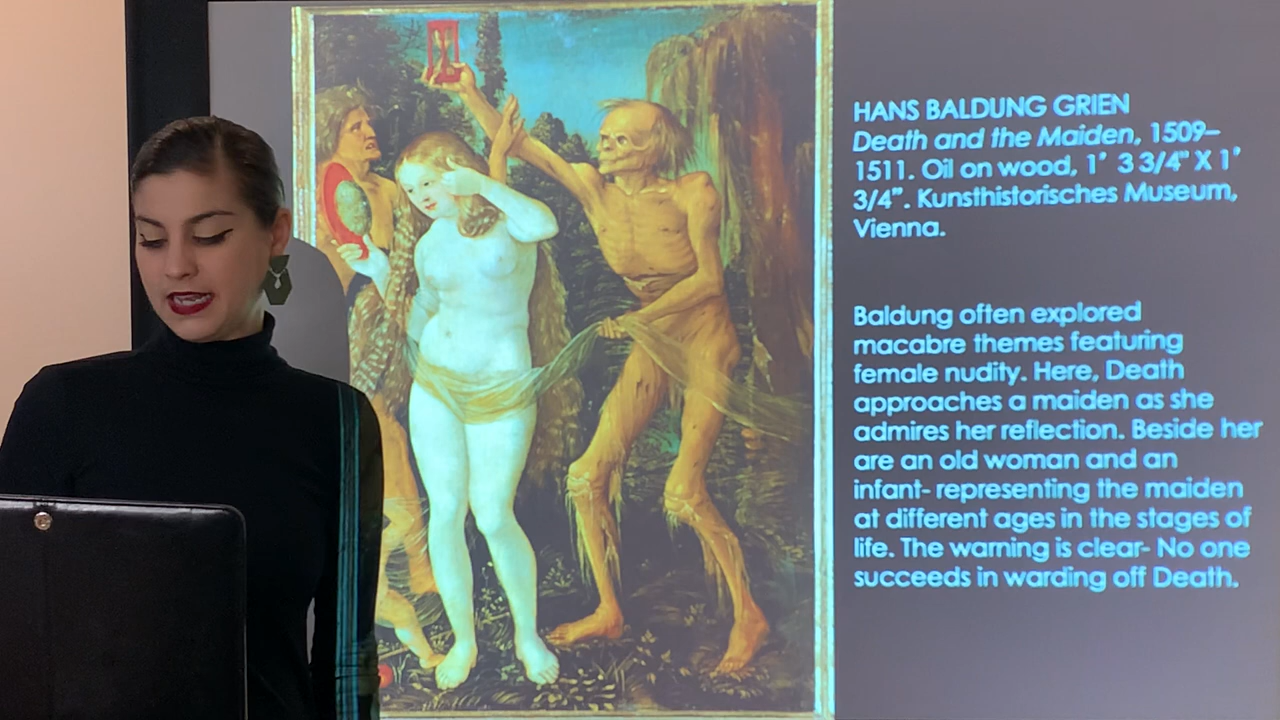 HANS BALDUNG GRIEN
Death and the Maiden, 1509–
1511. Oil on wood, 1’ 3 3/4" X 1’
3/4”. Kunsthistorisches Museum,
Vienna.
Baldung often explored
macabre themes featuring
female nudity. Here, Death
approaches a maiden as she
admires her reflection. Beside her
are an old woman and an
infant- representing the maiden
at different ages in the stages of
life. The warning is clear- No one
succeeds in warding off Death.